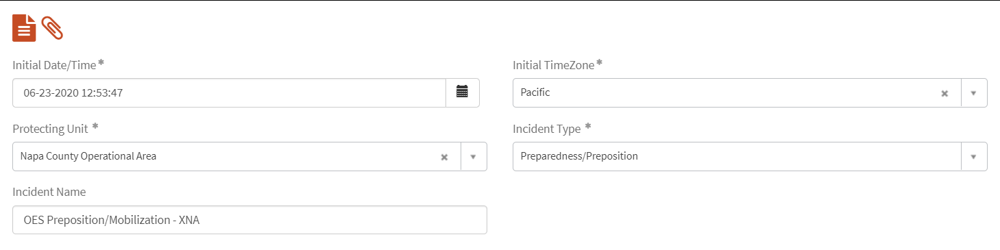 Initial Date/Time*
Initial TimeZone*
06-23-2020 12:53:47
Pacific
Protecting Unit *
Incident Type *
Napa County Operational Area
Preparedness/Preposition
Incident Name
OES Preposition/Mobilization - XNA